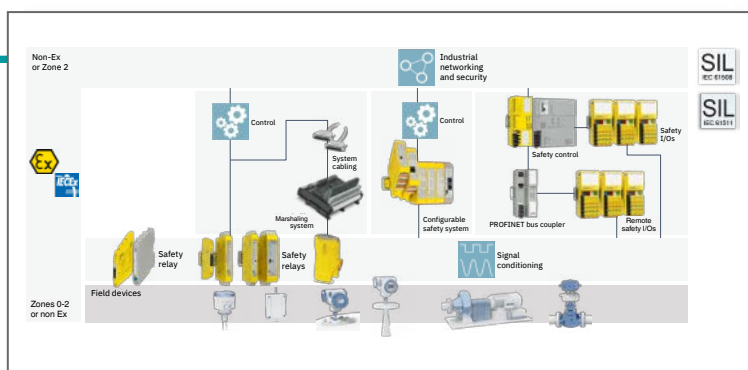 Non-Ex
or Zone 2
Industrial
networking
and security
SIL
IEC 61508
SIL
IEC 61511
Control
System
cabling
Marshaling
system
Control
Configurable
safety system
Safety control
Safety
I/Os
PROFINET bus coupler
Remote
safety I/Os
Ex
IECEx
Safety
relay
Safety
relays
Signal
conditioning
Field devices
Zones 0-2
or non Ex